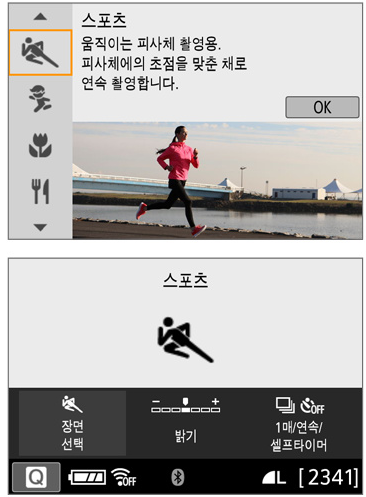 스포츠
움직이는 피사체 촬영용.
피사체에의 초점을 맞춘 채로
연속 촬영합니다.
OK
스포츠
장면
선택
밝기
OFF
1매/연속/
셀프타이머
Q
OFF
L [2341]